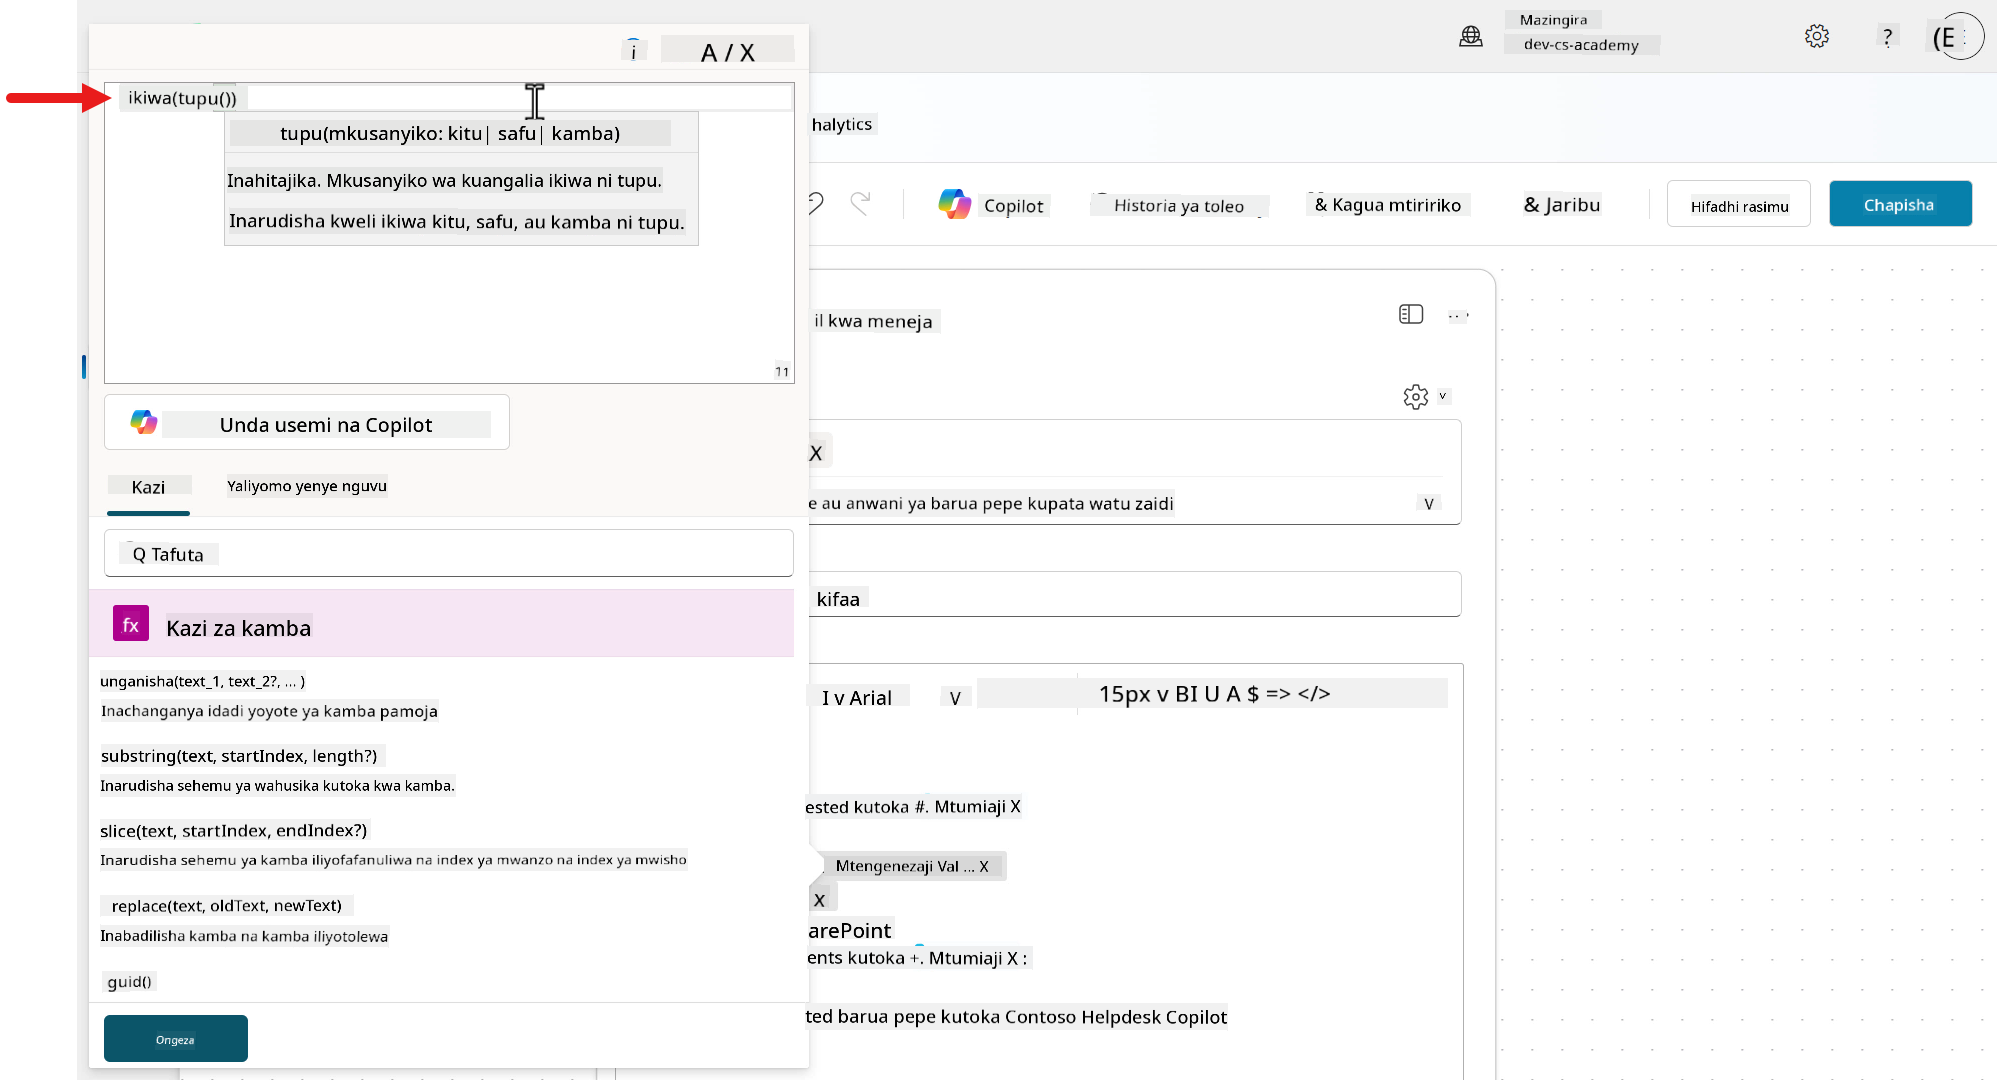 Mazingira
dev-cs-academy
?
(E
i
A / X
ikiwa(tupu())
tupu(mkusanyiko: kitu| safu| kamba)
Inahitajika. Mkusanyiko wa kuangalia ikiwa ni tupu.
Inarudisha kweli ikiwa kitu, safu, au kamba ni tupu.
11
Unda usemi na Copilot
Kazi
Yaliyomo yenye nguvu
Q Tafuta
fx
Kazi za kamba
unganisha(text_1, text_2?, ... )
Inachanganya idadi yoyote ya kamba pamoja
substring(text, startIndex, length?)
Inarudisha sehemu ya wahusika kutoka kwa kamba.
slice(text, startIndex, endIndex?)
Inarudisha sehemu ya kamba iliyofafanuliwa na index ya mwanzo na index ya mwisho
replace(text, oldText, newText)
Inabadilisha kamba na kamba iliyotolewa
guid()
Ongeza
halytics
Copilot
Historia ya toleo
& Kagua mtiririko
& Jaribu
Hifadhi rasimu
Chapisha
il kwa meneja
v
X
e au anwani ya barua pepe kupata watu zaidi
V
kifaa
I v Arial
V
15px v BI U A $ => </>
ested kutoka #. Mtumiaji X
Mtengenezaji Val ... X
X
arePoint
ents kutoka +. Mtumiaji X :
ted barua pepe kutoka Contoso Helpdesk Copilot